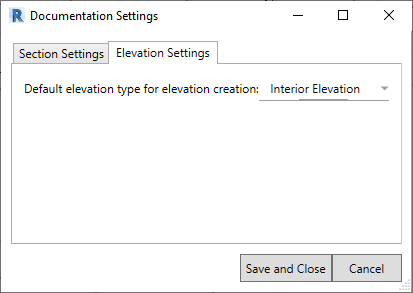 Documentation Settings
Section Settings Elevation Settings
Default elevation type for elevation creation: Interior Elevation
Save and Close Cancel